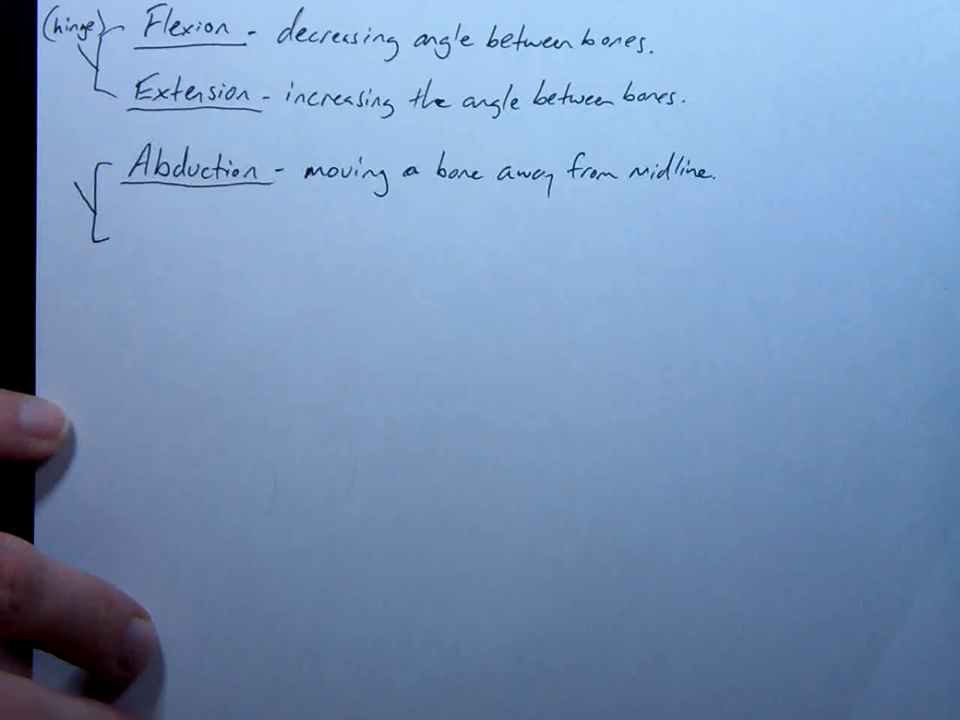 (hinge) Flexion - decreasing angle between bones.
Extension - increasing the angle between bones.
Abduction - moving a bone away from midline.